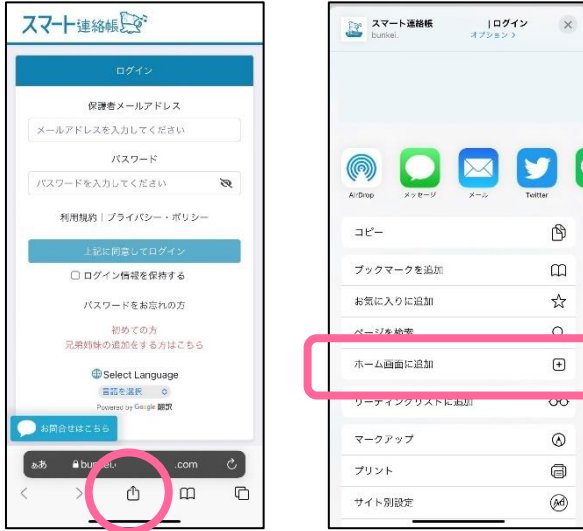 スマート連絡帳
ログイン
保護者メールアドレス
メールアドレスを入力してください
パスワード
パスワードを入力してください
利用規約 | プライバシー・ポリシー
上記に同意してログイン
ログイン情報を保持する
パスワードをお忘れの方
初めての方
兄弟姉妹の追加をする方はこちら
Select Language
言語を選択
Powered by Google 翻訳
お問合せはこちら
ぁあ bunkei. .com
スマート連絡帳 |ログイン
bunkei. オプション >
AirDrop メッセージ メール Twitter
コピー
ブックマークを追加
お気に入りに追加
ページを検索
ホーム画面に追加
リーディングリストに追加
マークアップ
プリント
サイト別設定